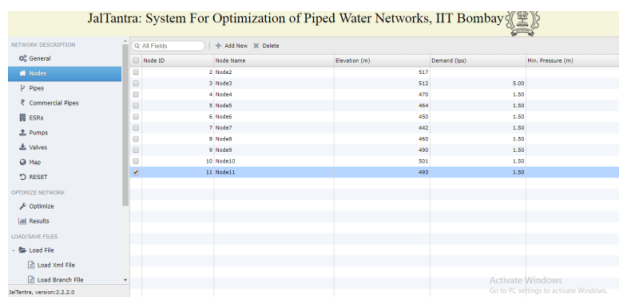 JalTantra: System For Optimization of Piped Water Networks, IIT Bombay
NETWORK DESCRIPTION
General
Nodes
Pipes
₹ Commercial Pipes
ESRs
Pumps
Valves
Map
RESET
OPTIMIZE NETWORK
Optimize
Results
LOAD/SAVE FILES
- Load File
Load Xml File
Load Branch File
JalTantra, version:2.2.2.0
All Fields + Add New Delete
Node ID Node Name Elevation (m) Demand (lps) Min. Pressure (m)
2 Node2 517
3 Node3 512 5.00
4 Node4 470 1.50
5 Node5 464 1.50
6 Node6 450 1.50
7 Node7 442 1.50
8 Node8 460 1.50
9 Node9 490 1.50
10 Node10 501 1.50
11 Node11 493 1.50
Activate Windows
Go to PC settings to activate Windows.